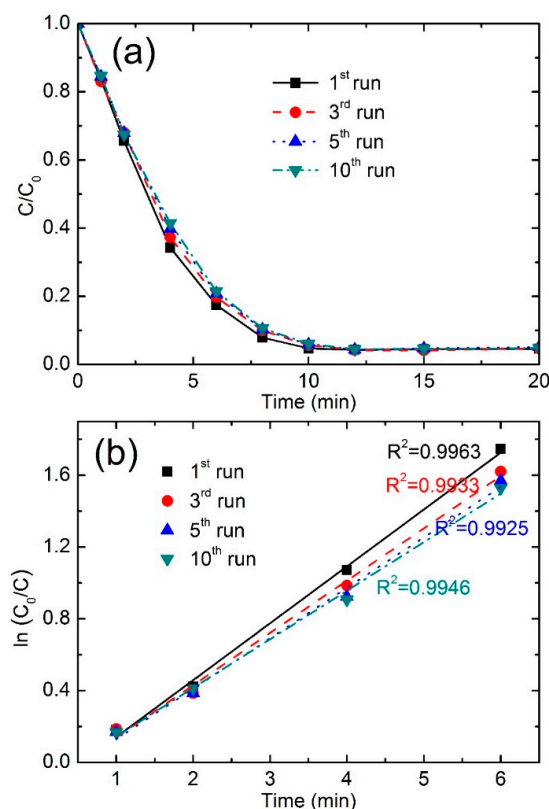 (a)
1st run
3rd run
5th run
10th run
C/C0
1.0
0.8
0.6
0.4
0.2
0.0
0 5 10 15 20
Time (min)
(b)
1st run
3rd run
5th run
10th run
R²=0.9963
R²=0.9933
R²=0.9925
R²=0.9946
ln (C0/C)
1.6
1.2
0.8
0.4
0.0
1 2 3 4 5 6
Time (min)